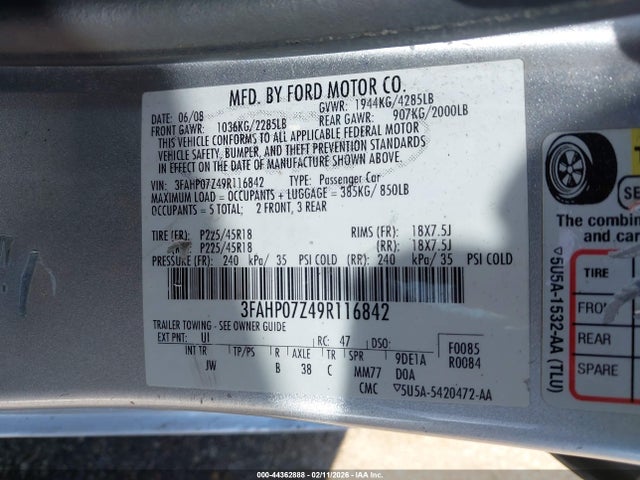 MFD. BY FORD MOTOR CO.
DATE: 06/08 GVWR: 1944KG/4285LB
FRONT GAWR: 1036KG/2285LB REAR GAWR: 907KG/2000LB
THIS VEHICLE CONFORMS TO ALL APPLICABLE FEDERAL MOTOR
VEHICLE SAFETY, BUMPER, AND THEFT PREVENTION STANDARDS
IN EFFECT ON THE DATE OF MANUFACTURE SHOWN ABOVE.
VIN: 3FAHP07Z49R116842 TYPE: Passenger Car
MAXIMUM LOAD = OCCUPANTS + LUGGAGE = 385KG/ 850LB
OCCUPANTS = 5 TOTAL; 2 FRONT, 3 REAR
TIRE (FR): P225/45R18 RIMS (FR): 18X7.5J
P225/45R18 (RR): 18X7.5J
PRESSURE (FR): 240 kPa/ 35 PSI COLD (RR): 240 kPa/ 35 PSI COLD
3FAHP07Z49R116842
TRAILER TOWING - SEE OWNER GUIDE
EXT PNT: UI RC: 47 DSO: F0085
INT TR TP/PS R AXLE TR SPR 9DE1A R0084
JW B 38 C MM77 D0A
CMC ▽5U5A-5420472-AA
▽5U5A-1532-AA (TLU)
The combin
and car
TIRE
FRON
REAR
SPARE
000-44362888 - 02/11/2026 - IAA Inc.